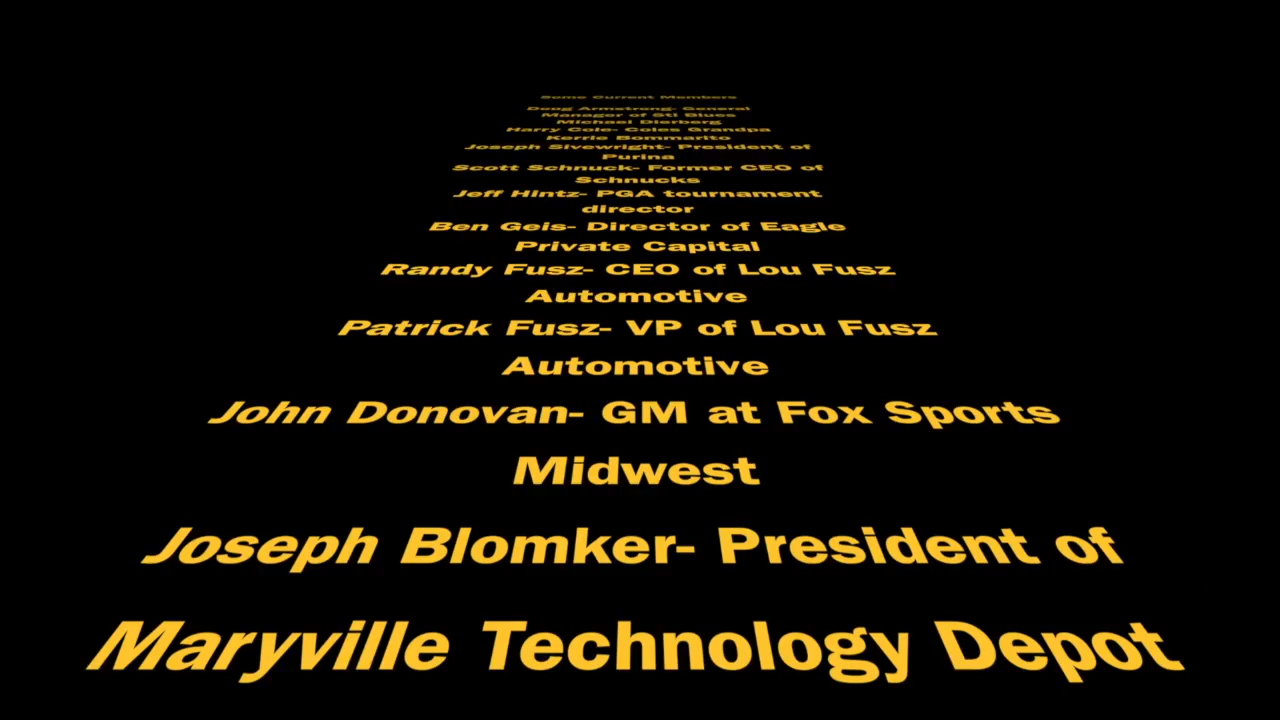 Some Current Members
Doug Armstrong- General
Manager of Stl Blues
Michael Dierberg
Harry Cole- Coles Grandpa
Kerrie Bommarito
Joseph Sivewright- President of
Purina
Scott Schnuck- Former CEO of
Schnucks
Jeff Hintz- PGA tournament
director
Ben Geis- Director of Eagle
Private Capital
Randy Fusz- CEO of Lou Fusz
Automotive
Patrick Fusz- VP of Lou Fusz
Automotive
John Donovan- GM at Fox Sports
Midwest
Joseph Blomker- President of
Maryville Technology Depot